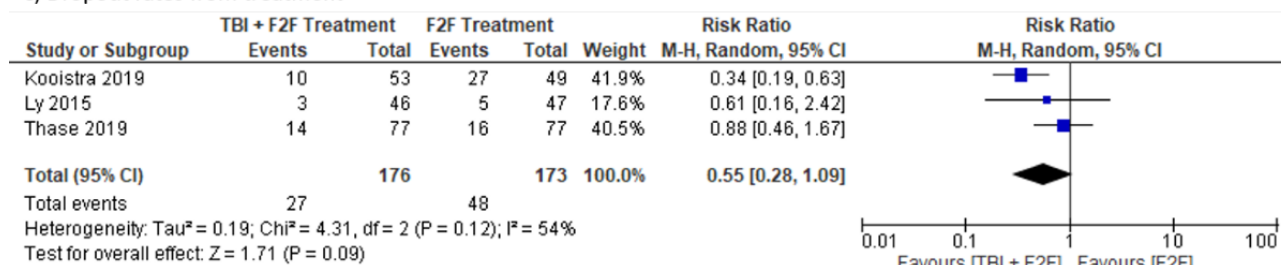 TBI + F2F Treatment F2F Treatment Risk Ratio Risk Ratio
Study or Subgroup Events Total Events Total Weight M-H, Random, 95% CI M-H, Random, 95% CI
Kooistra 2019 10 53 27 49 41.9% 0.34 [0.19, 0.63]
Ly 2015 3 46 5 47 17.6% 0.61 [0.16, 2.42]
Thase 2019 14 77 16 77 40.5% 0.88 [0.46, 1.67]
Total (95% CI) 176 173 100.0% 0.55 [0.28, 1.09]
Total events 27 48
Heterogeneity: Tau² = 0.19; Chi² = 4.31, df = 2 (P = 0.12); I² = 54%
Test for overall effect: Z = 1.71 (P = 0.09)
0.01 0.1 1 10 100
Favours [TBI + F2F] Favours [F2F]